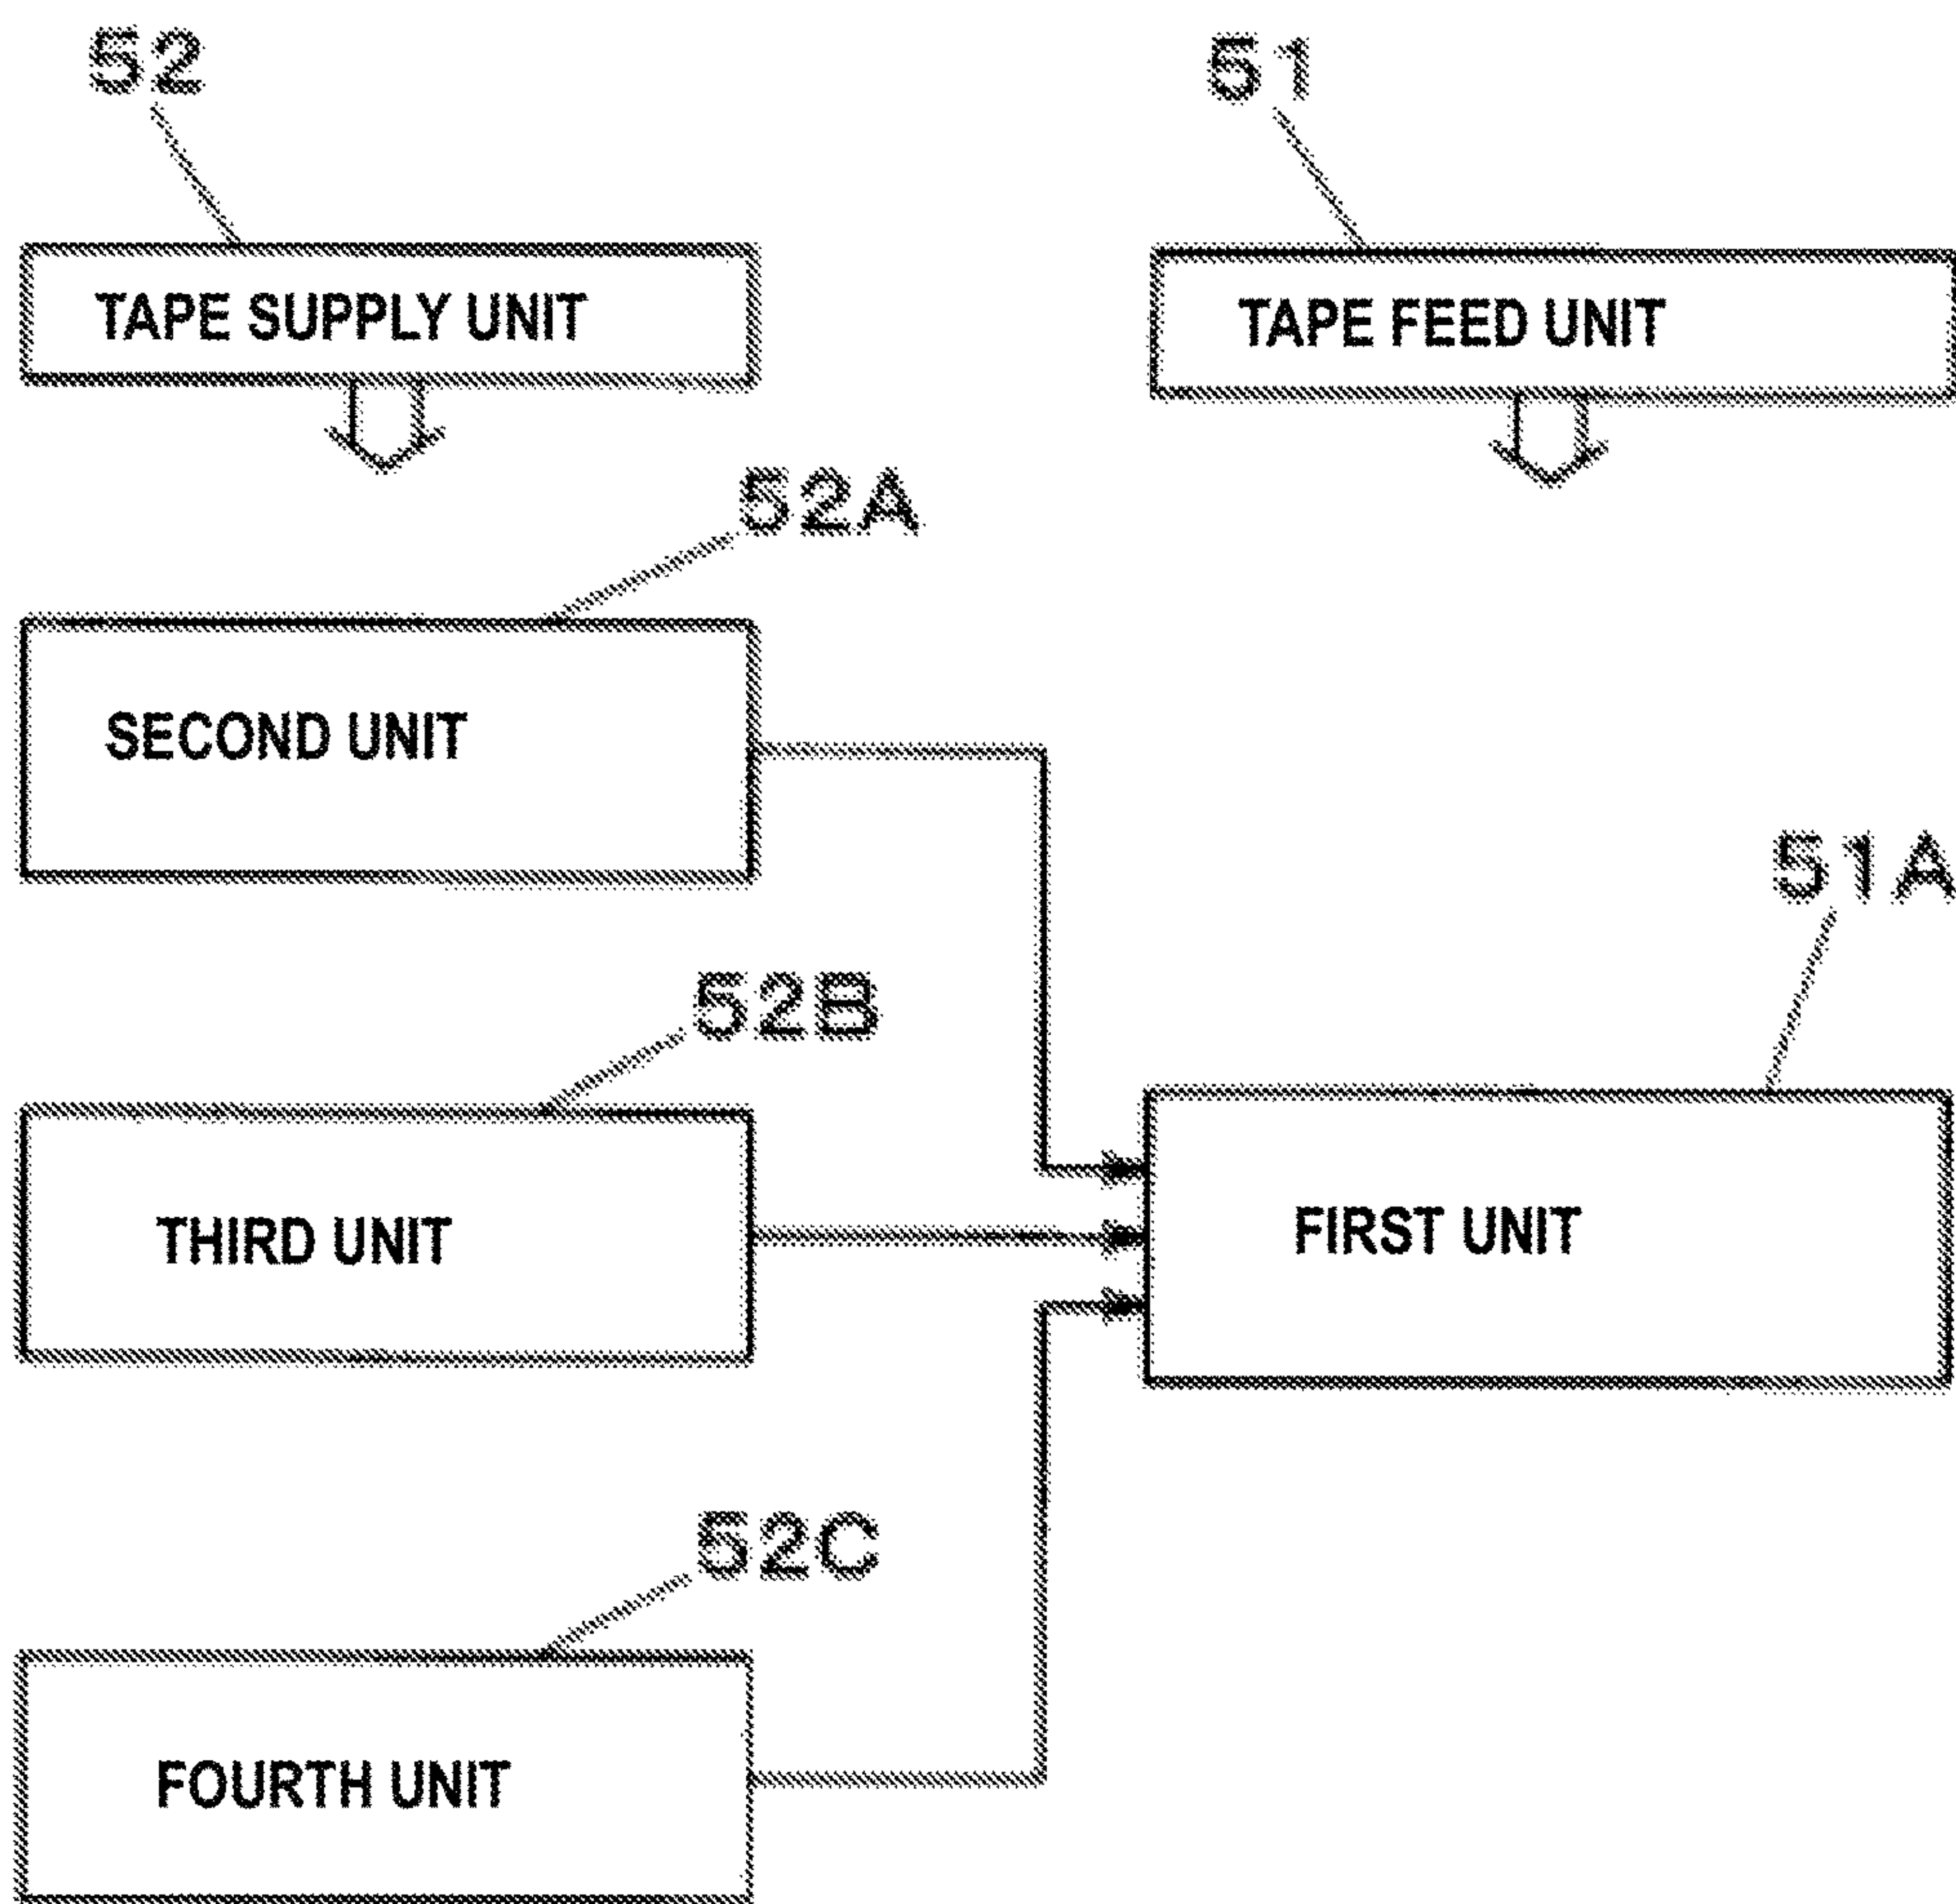 52
51
TAPE SUPPLY UNIT
TAPE FEED UNIT
52A
SECOND UNIT
51A
52B
THIRD UNIT
FIRST UNIT
52C
FOURTH UNIT